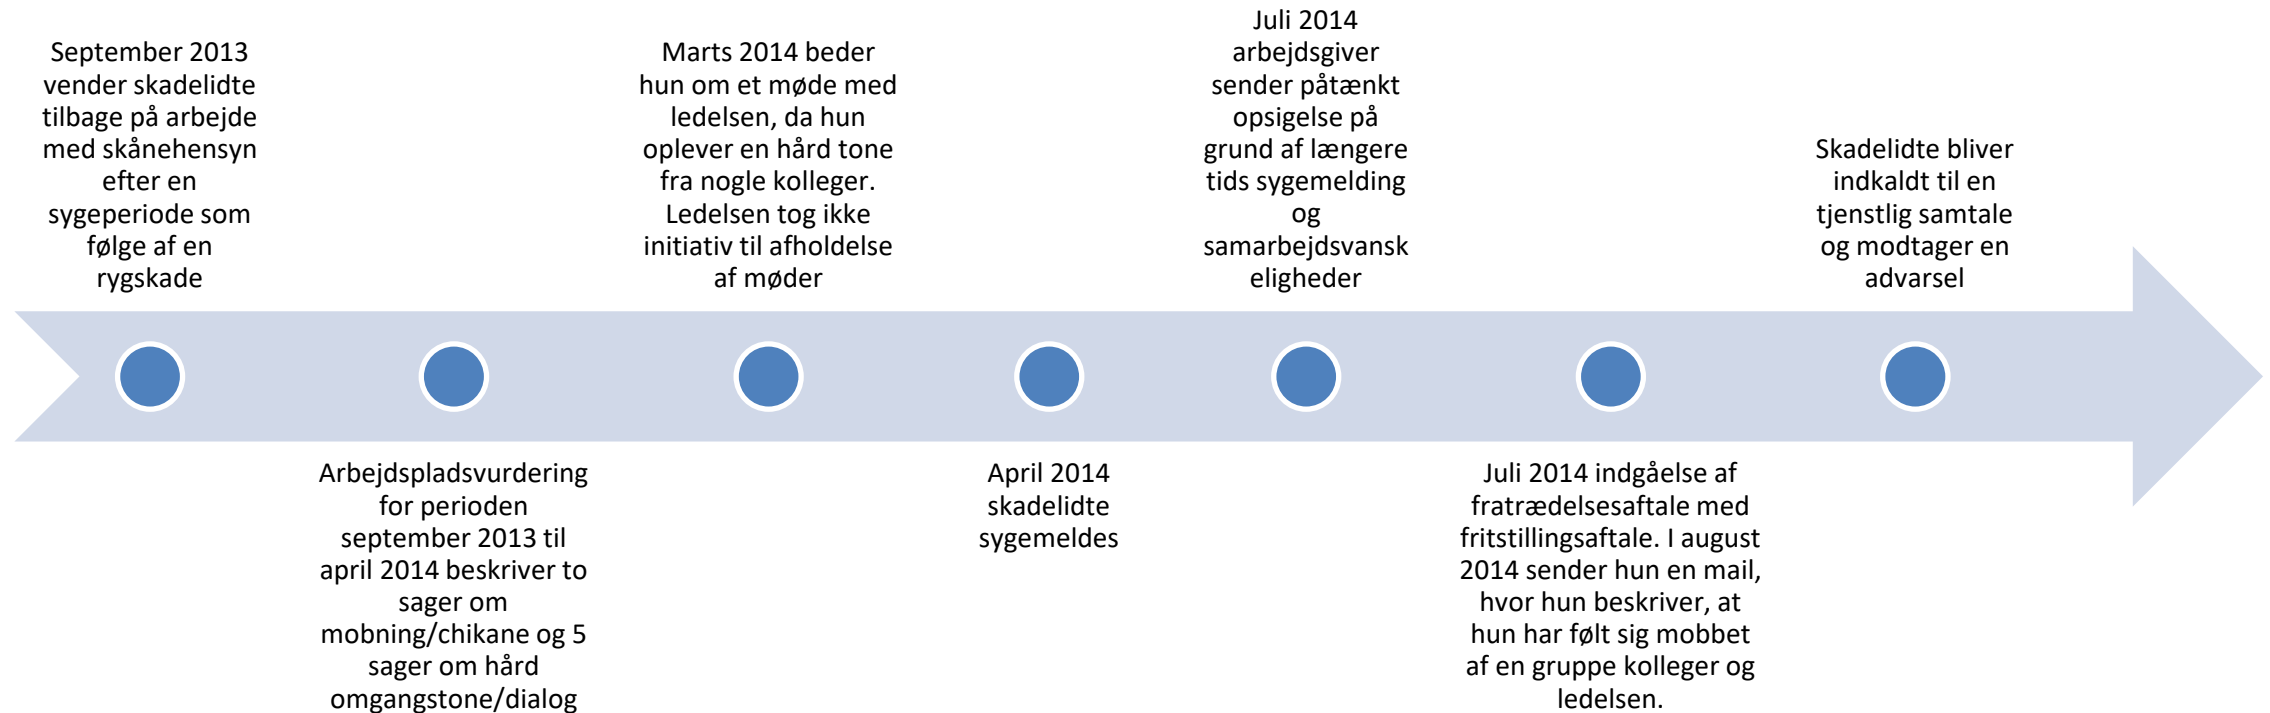 September 2013
vender skadelidte
tilbage på arbejde
med skånehensyn
efter en
sygeperiode som
følge af en
rygskade
Arbejdspladsvurdering
for perioden
september 2013 til
april 2014 beskriver to
sager om
mobning/chikane og 5
sager om hård
omgangstone/dialog
Marts 2014 beder
hun om et møde med
ledelsen, da hun
oplever en hård tone
fra nogle kolleger.
Ledelsen tog ikke
initiativ til afholdelse
af møder
April 2014
skadelidte
sygemeldes
Juli 2014
arbejdsgiver
sender påtænkt
opsigelse på
grund af længere
tids sygemelding
og
samarbejdsvansk
eligheder
Juli 2014 indgåelse af
fratrædelsesaftale med
fritstillingsaftale. I august
2014 sender hun en mail,
hvor hun beskriver, at
hun har følt sig mobbet
af en gruppe kolleger og
ledelsen.
Skadelidte bliver
indkaldt til en
tjenstlig samtale
og modtager en
advarsel